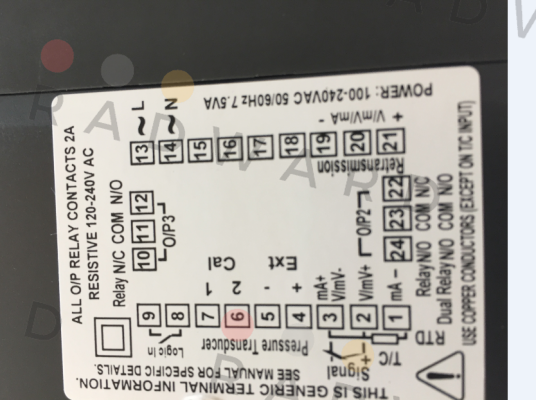 ALL O/P RELAY CONTACTS 2A
RESISTIVE 120-240V AC
Relay N/C COM N/O
10 11 12
O/P3
13 ~ L
14 ~ N
15
16
17
18
19 -
20 V/mV/mA
21 +
Retransmission
POWER: 100-240VAC 50/60Hz 7.5VA
9
8
Logic In
7 1
6 2
Cal
5 -
4 +
Ext
Pressure Transducer
3 mA+
V/mV-
2 V/mV+
1 mA -
Signal
T/C
RTD
O/P2
24 23 22
Relay N/O COM N/C
Dual Relay N/O COM N/O
USE COPPER CONDUCTORS (EXCEPT ON T/C INPUT)
THIS IS GENERIC TERMINAL INFORMATION.
SEE MANUAL FOR SPECIFIC DETAILS.
RADWAR
RADW